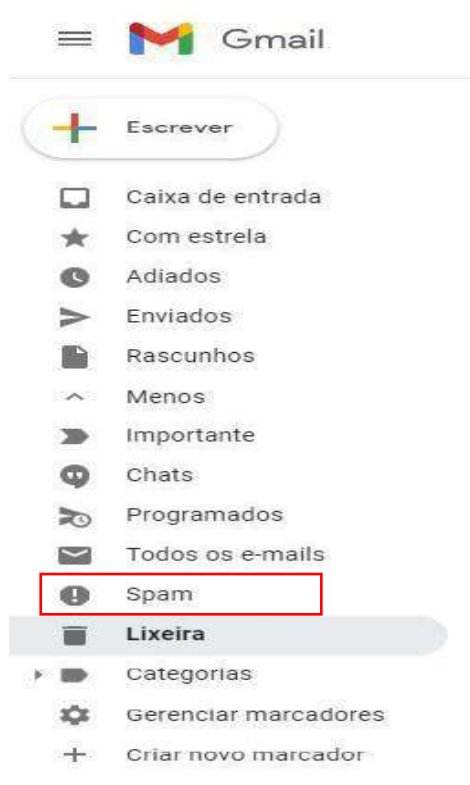 Gmail
Escrever
Caixa de entrada
Com estrela
Adiados
Enviados
Rascunhos
Menos
Importante
Chats
Programados
Todos os e-mails
Spam
Lixeira
Categorias
Gerenciar marcadores
Criar novo marcador